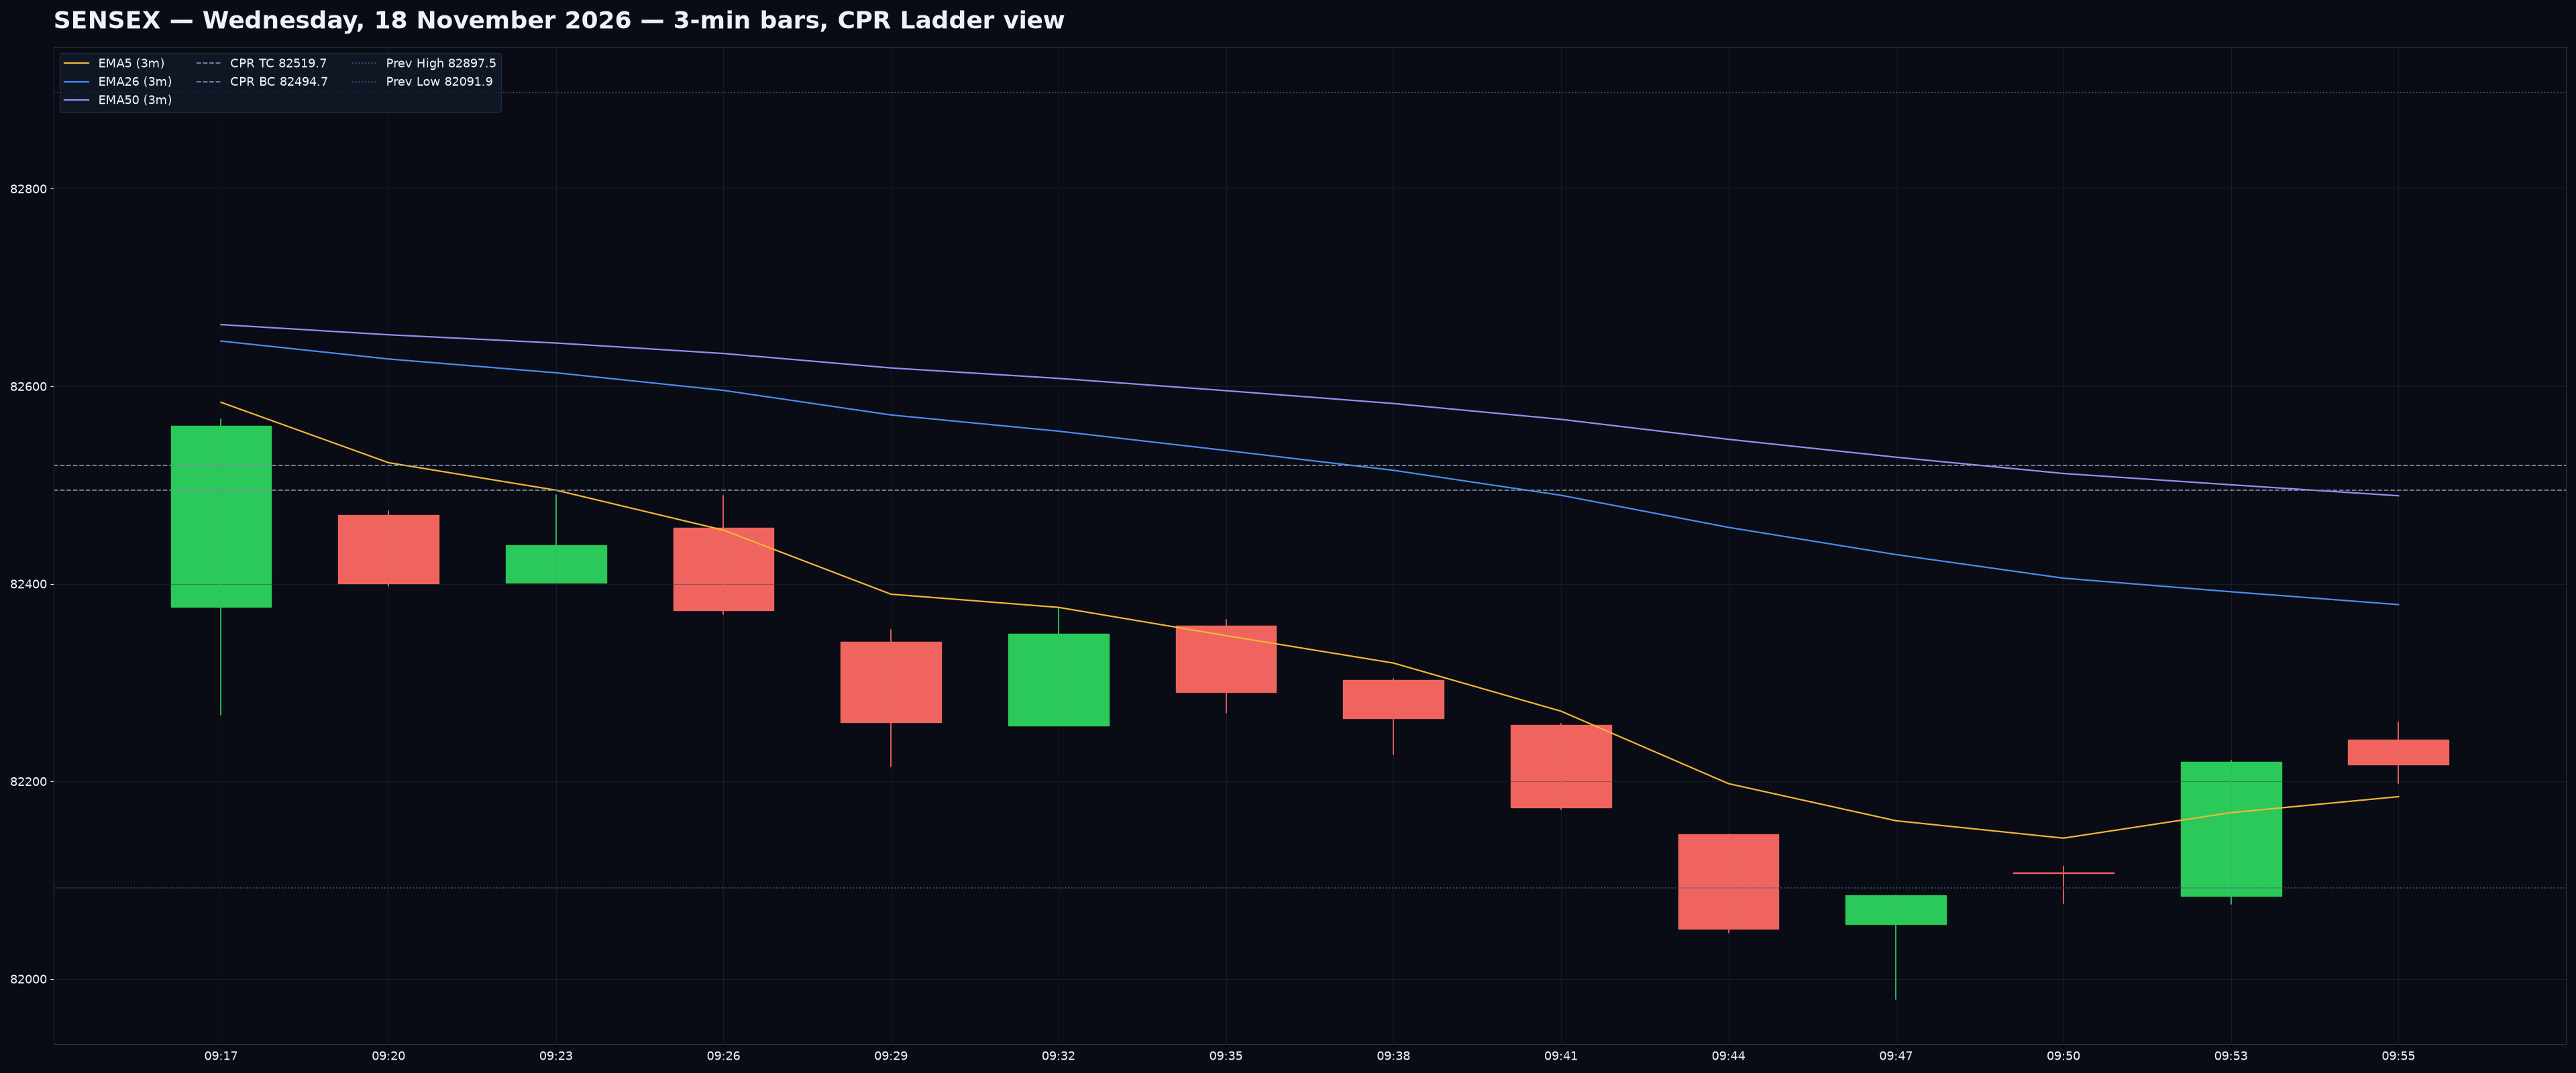 SENSEX — Wednesday, 18 November 2026 — 3-min bars, CPR Ladder view
EMA5 (3m)
EMA26 (3m)
EMA50 (3m)
CPR TC 82519.7
CPR BC 82494.7
Prev High 82897.5
Prev Low 82091.9
82800
82600
82400
82200
82000
09:17 09:20 09:23 09:26 09:29 09:32 09:35 09:38 09:41 09:44 09:47 09:50 09:53 09:55